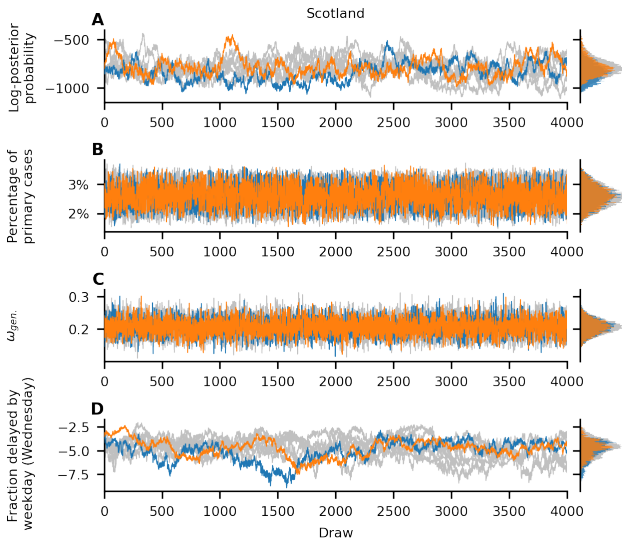 Scotland
A
Log-posterior
probability
−500
−1000
0 500 1000 1500 2000 2500 3000 3500 4000
B
Percentage of
primary cases
3%
2%
0 500 1000 1500 2000 2500 3000 3500 4000
C
ω_gen.
0.3
0.2
0 500 1000 1500 2000 2500 3000 3500 4000
D
Fraction delayed by
weekday (Wednesday)
−2.5
−5.0
−7.5
0 500 1000 1500 2000 2500 3000 3500 4000
Draw